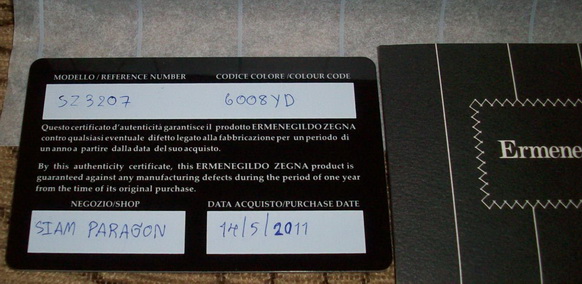 MODELLO / REFERENCE NUMBER CODICE COLORE /COLOUR CODE
SZ3207 6008YD
Questo certificato d'autenticità garantisce il prodotto ERMENEGILDO ZEGNA
contro qualsiasi eventuale difetto legato alla fabbricazione per un periodo di
un anno a partire dalla data del suo acquisto.
By this authenticity certificate, this ERMENEGILDO ZEGNA product is
guaranteed against any manufacturing defects during the period of one year
from the time of its original purchase.
NEGOZIO/SHOP DATA ACQUISTO/PURCHASE DATE
SIAM PARAGON 14/5/2011
Ermene